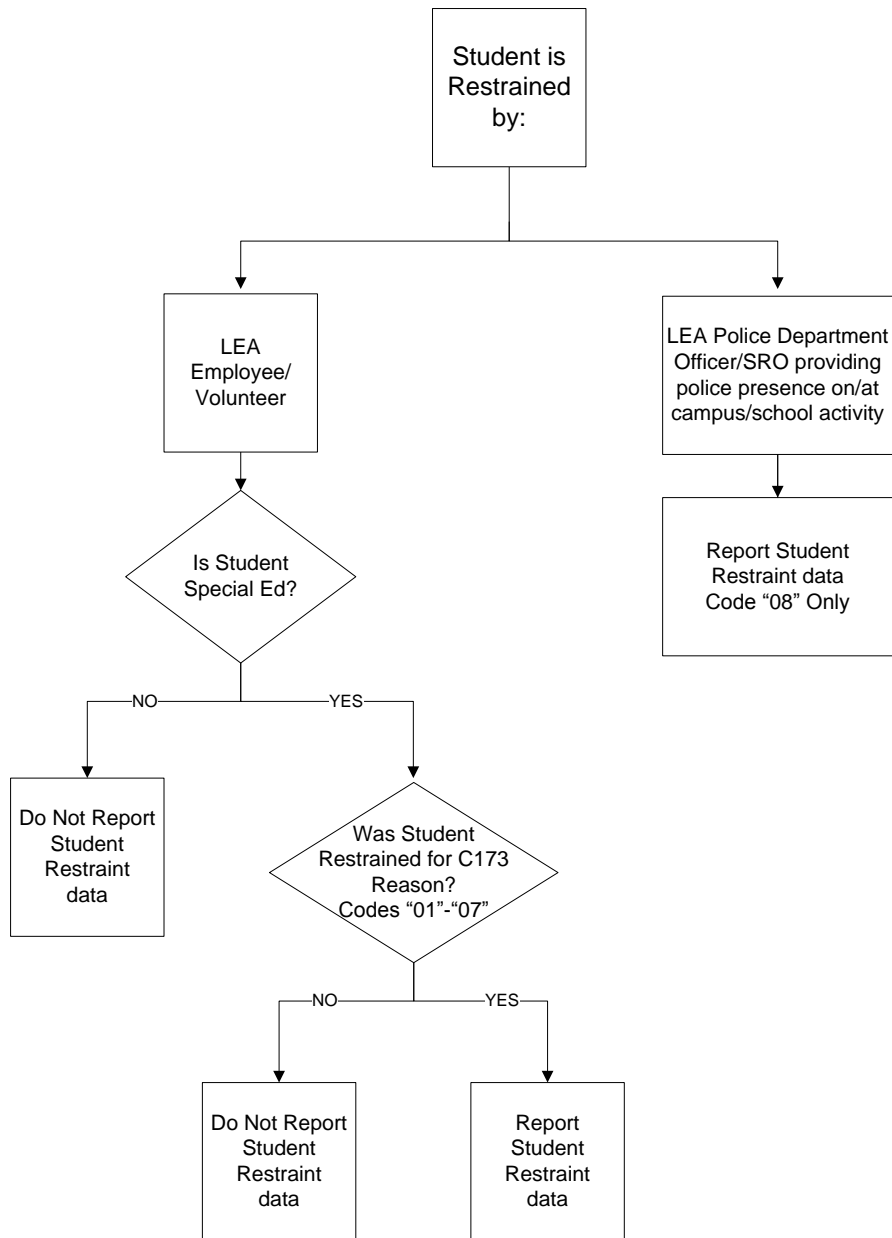 Student is
Restrained
by:
LEA
Employee/
Volunteer
LEA Police Department
Officer/SRO providing
police presence on/at
campus/school activity
Is Student
Special Ed?
Report Student
Restraint data
Code “08” Only
NO
YES
Do Not Report
Student
Restraint
data
Was Student
Restrained for C173
Reason?
Codes “01”-“07”
NO
YES
Do Not Report
Student
Restraint
data
Report
Student
Restraint
data